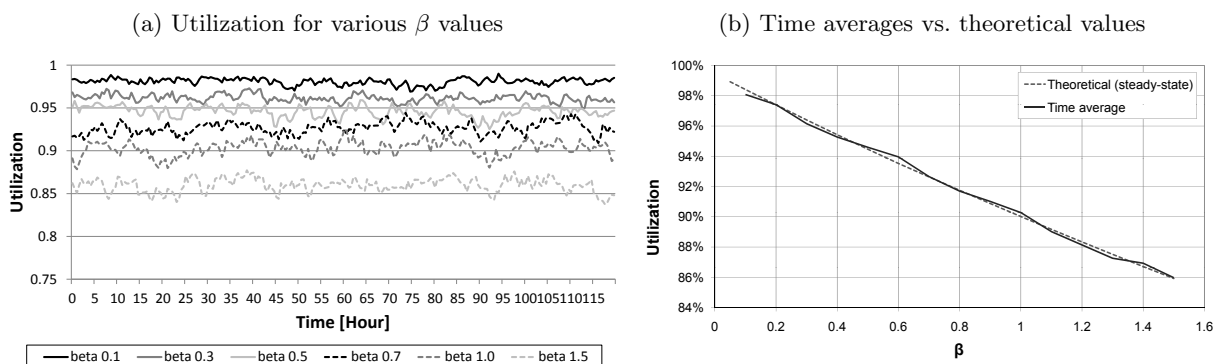 (a) Utilization for various β values
1
0.95
0.9
0.85
0.8
0.75
Utilization
0 5 10 15 20 25 30 35 40 45 50 55 60 65 70 75 80 85 90 95 100105110115
Time [Hour]
beta 0.1 beta 0.3 beta 0.5 beta 0.7 beta 1.0 beta 1.5
(b) Time averages vs. theoretical values
100%
98%
96%
94%
92%
90%
88%
86%
84%
Utilization
Theoretical (steady-state)
Time average
0 0.2 0.4 0.6 0.8 1 1.2 1.4 1.6
β